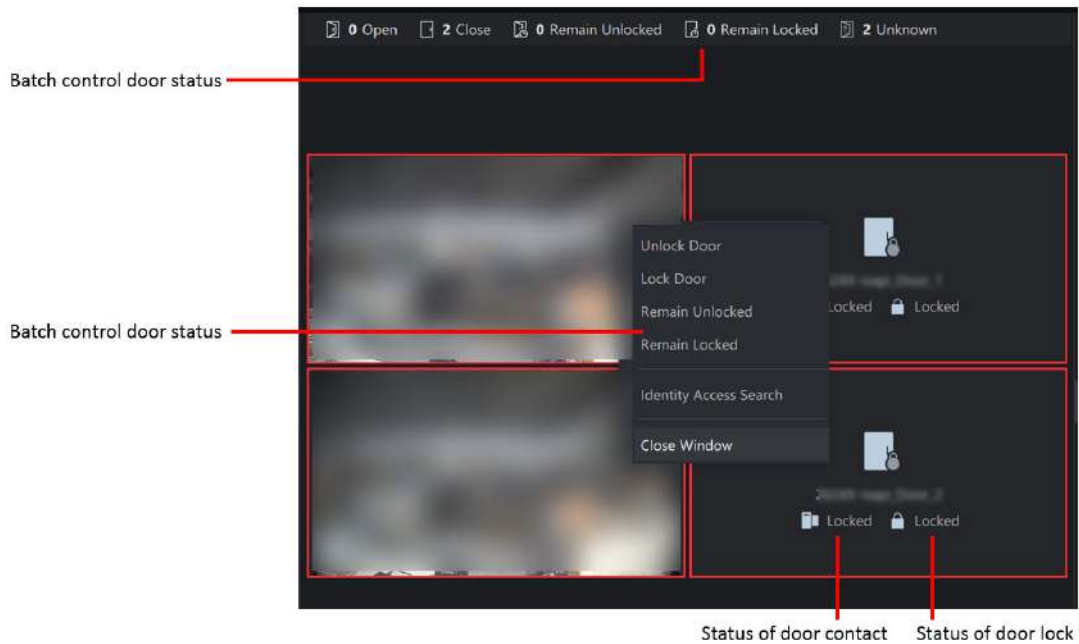 0 Open 2 Close 0 Remain Unlocked 0 Remain Locked 2 Unknown
Batch control door status
Unlock Door
Lock Door
Remain Unlocked
Remain Locked
Identity Access Search
Close Window
Locked
Batch control door status
Locked Locked
Status of door contact Status of door lock